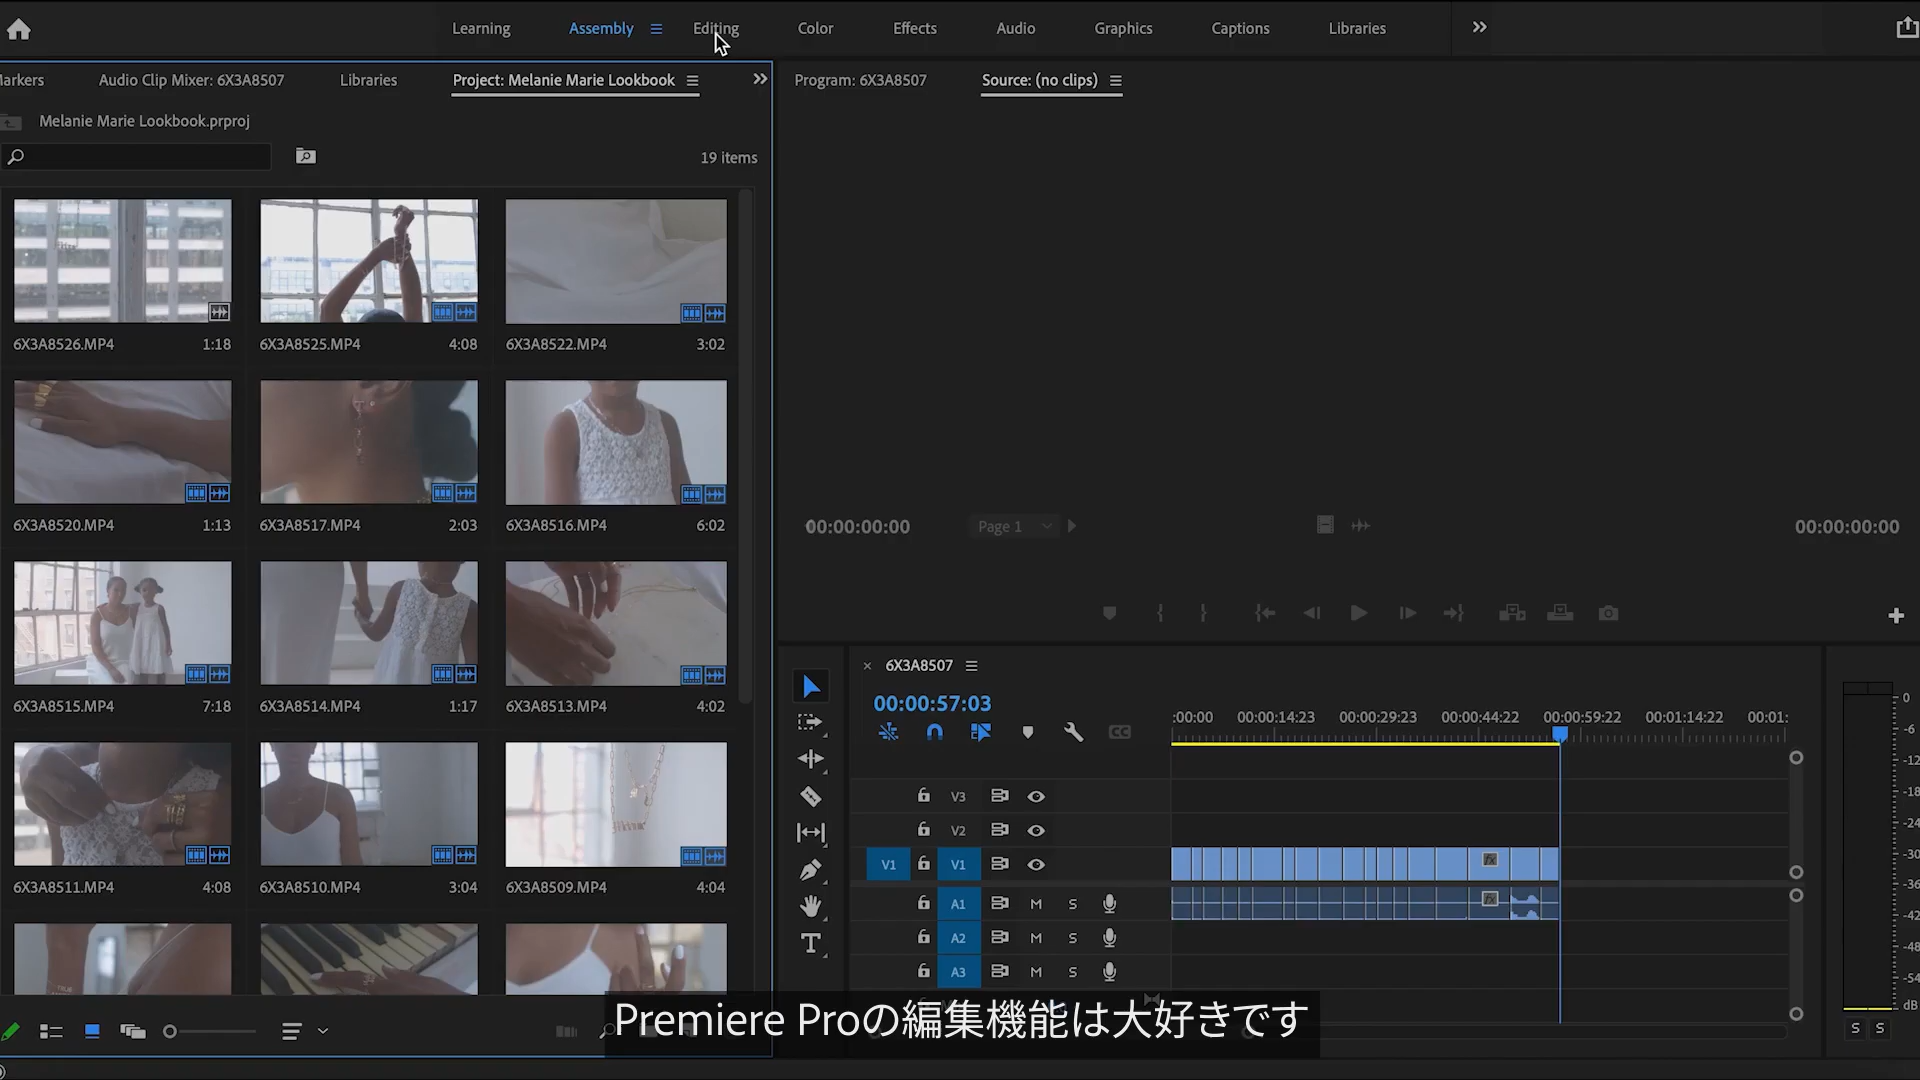 Learning Assembly Editing Color Effects Audio Graphics Captions Libraries
arkers Audio Clip Mixer: 6X3A8507 Libraries Project: Melanie Marie Lookbook
Program: 6X3A8507 Source: (no clips)
Melanie Marie Lookbook.prproj
19 items
6X3A8526.MP4 1:18 6X3A8525.MP4 4:08 6X3A8522.MP4 3:02
6X3A8520.MP4 1:13 6X3A8517.MP4 2:03 6X3A8516.MP4 6:02
6X3A8515.MP4 7:18 6X3A8514.MP4 1:17 6X3A8513.MP4 4:02
6X3A8511.MP4 4:08 6X3A8510.MP4 3:04 6X3A8509.MP4 4:04
00:00:00:00 Page 1 00:00:00:00
6X3A8507
00:00:57:03
:00:00 00:00:14:23 00:00:29:23 00:00:44:22 00:00:59:22 00:01:14:22 00:01:
CC
V3
V2
V1 V1 fx
A1 M S fx
A2 M S
A3 M S
0
-6
-12
-18
-24
-30
-36
-42
-48
-54
dB
S S
Premiere Proの編集機能は大好きです